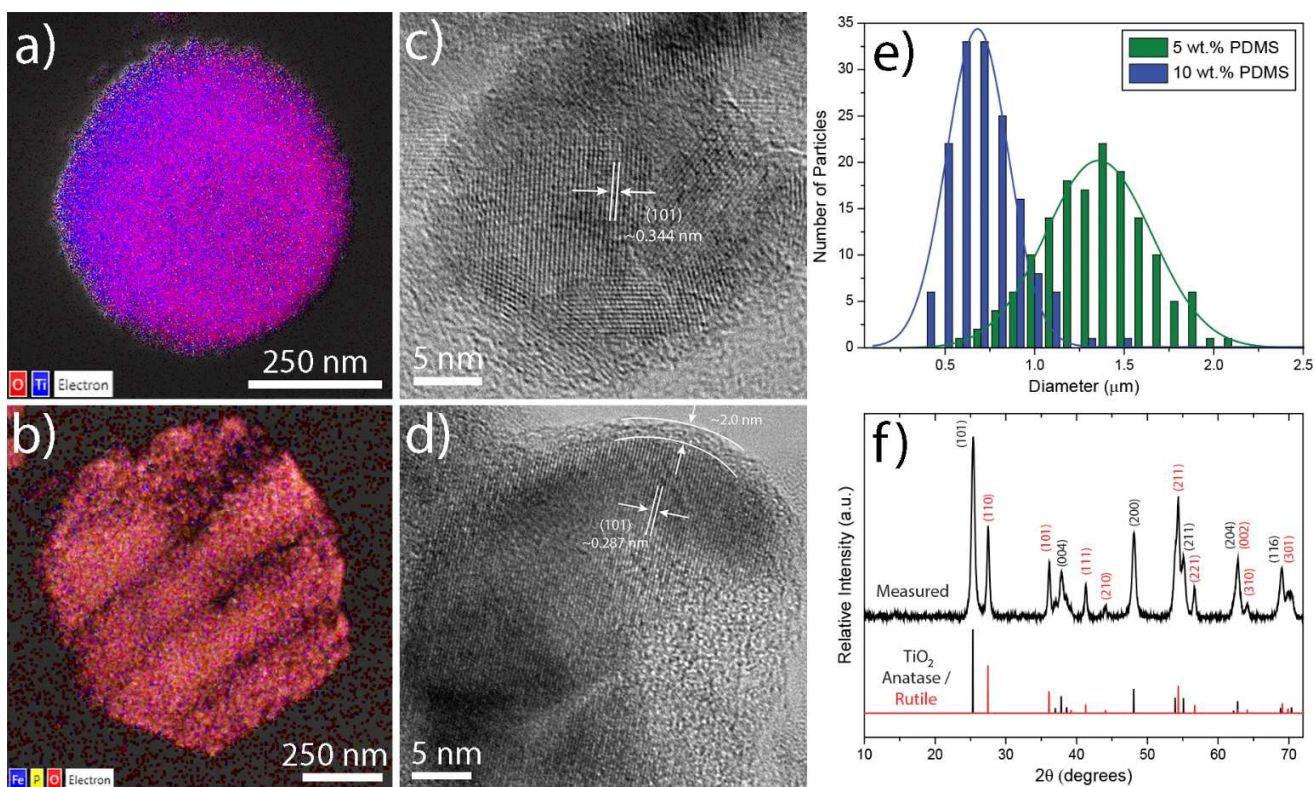 a)
250 nm
O Ti Electron
b)
250 nm
Fe P O Electron
c)
(101)
~0.344 nm
5 nm
d)
~2.0 nm
(101)
~0.287 nm
5 nm
e)
5 wt.% PDMS
10 wt.% PDMS
Number of Particles
35
30
25
20
15
10
5
0
0.5 1.0 1.5 2.0 2.5
Diameter (μm)
f)
Relative Intensity (a.u.)
(101)
(110)
(101)
(004)
(111)
(210)
(200)
(211)
(211)
(221)
(204)
(002)
(310)
(116)
(301)
Measured
TiO2
Anatase /
Rutile
10 20 30 40 50 60 70
2θ (degrees)